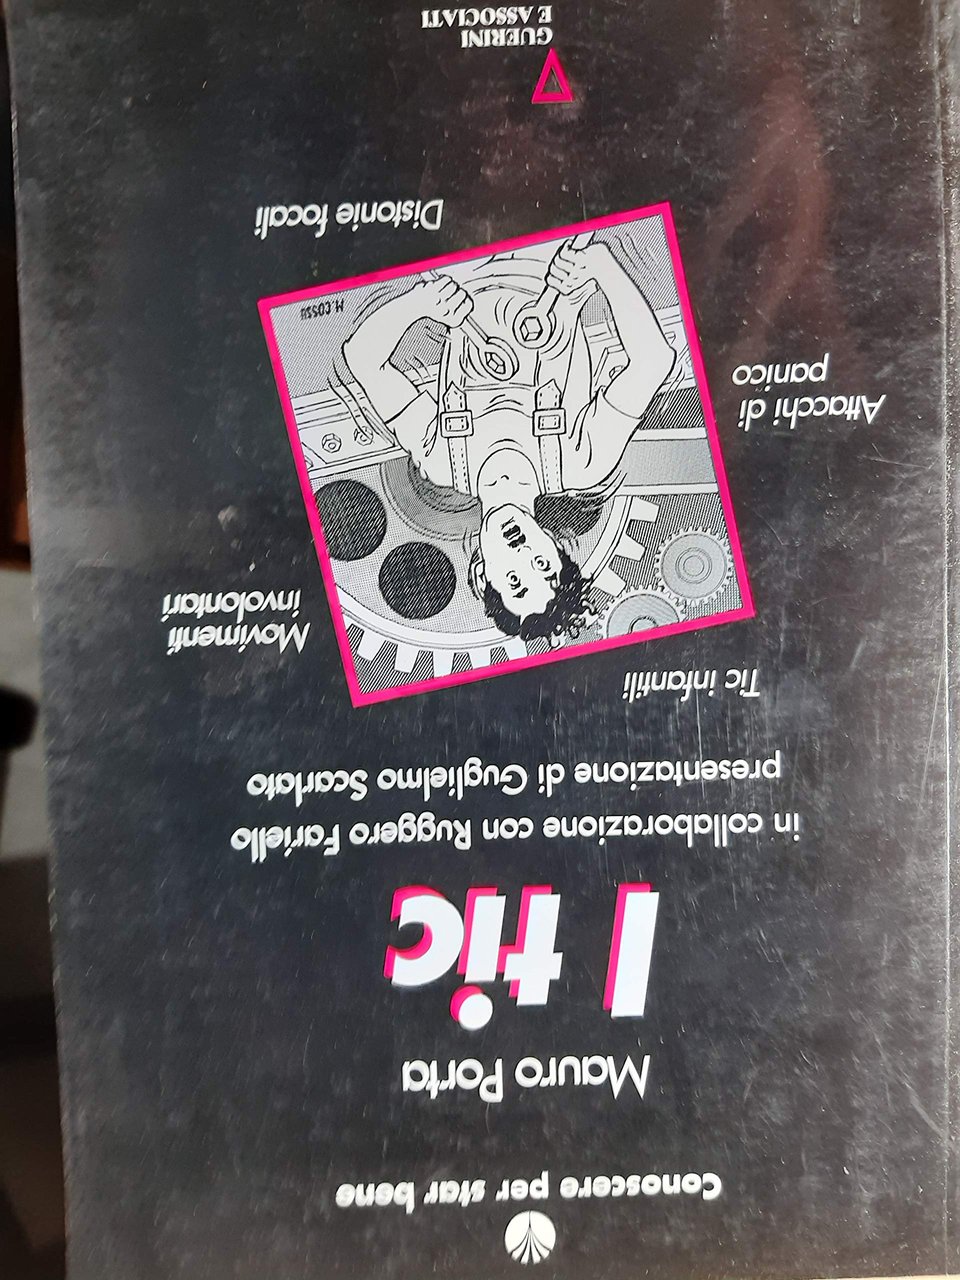 Conoscere per star bene
Mauro Porta
I tic
in collaborazione con Ruggero Fariello
presentazione di Guglielmo Scarlato
Tic infantili
Movimenti
involontari
Attacchi di
panico
M.COSSU
Distonie focali
GUERINI
E ASSOCIATI